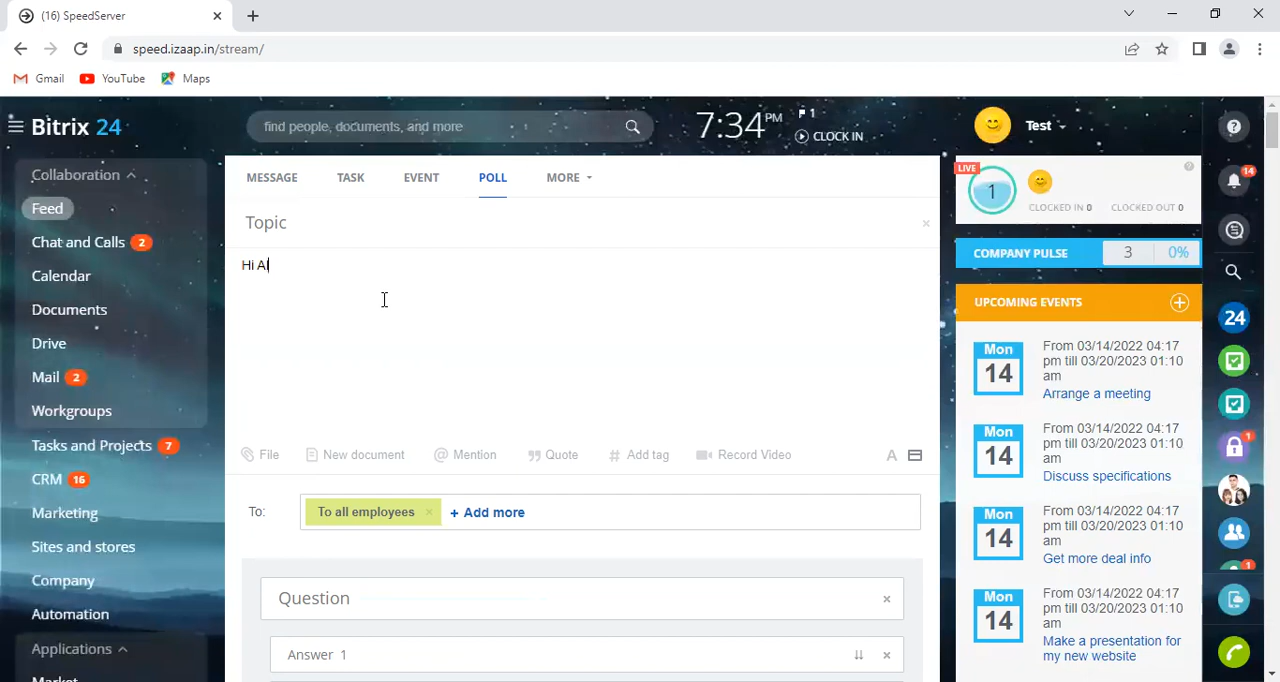 (16) SpeedServer
speed.izaap.in/stream/
Gmail
YouTube
Maps
Bitrix 24
find people, documents, and more
7:34 PM
1
CLOCK IN
Test
Collaboration
Feed
Chat and Calls 2
Calendar
Documents
Drive
Mail 2
Workgroups
Tasks and Projects 7
CRM 16
Marketing
Sites and stores
Company
Automation
Applications
Market
MESSAGE
TASK
EVENT
POLL
MORE
Topic
Hi Al
File
New document
Mention
Quote
Add tag
Record Video
A
To:
To all employees
+ Add more
Question
Answer 1
LIVE
1
CLOCKED IN 0
CLOCKED OUT 0
COMPANY PULSE
3
0%
UPCOMING EVENTS
Mon
14
From 03/14/2022 04:17
pm till 03/20/2023 01:10
am
Arrange a meeting
Mon
14
From 03/14/2022 04:17
pm till 03/20/2023 01:10
am
Discuss specifications
Mon
14
From 03/14/2022 04:17
pm till 03/20/2023 01:10
am
Get more deal info
Mon
14
From 03/14/2022 04:17
pm till 03/20/2023 01:10
am
Make a presentation for
my new website
?
14
24
1
1